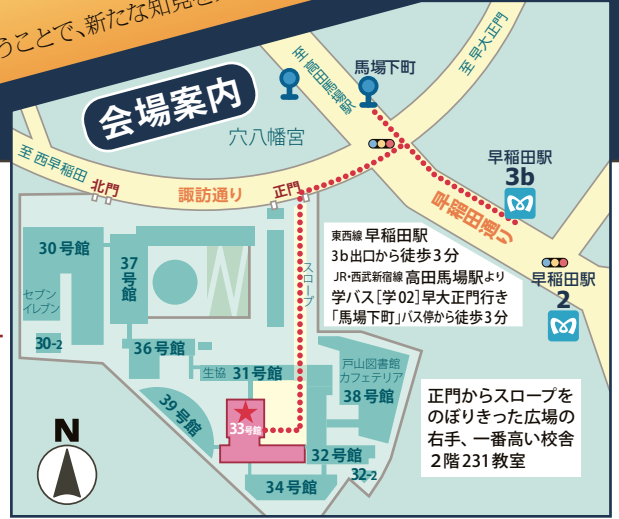 うことで、新たな知見を
会場案内
至 高田馬場駅
馬場下町
至 早大正門
穴八幡宮
至 西早稲田
北門
諏訪通り
正門
早稲田通り
早稲田駅
3b
早稲田駅
2
東西線 早稲田駅
3b出口から徒歩3分
JR・西武新宿線 高田馬場駅より
学バス[学02]早大正門行き
「馬場下町」バス停から徒歩3分
スロープ
30号館
セブン
イレブン
30-2
37号館
36号館
生協 31号館
戸山図書館
カフェテリア
38号館
39号館
33号館
32号館
32-2
34号館
正門からスロープを
のぼりきった広場の
右手、一番高い校舎
2階231教室
N